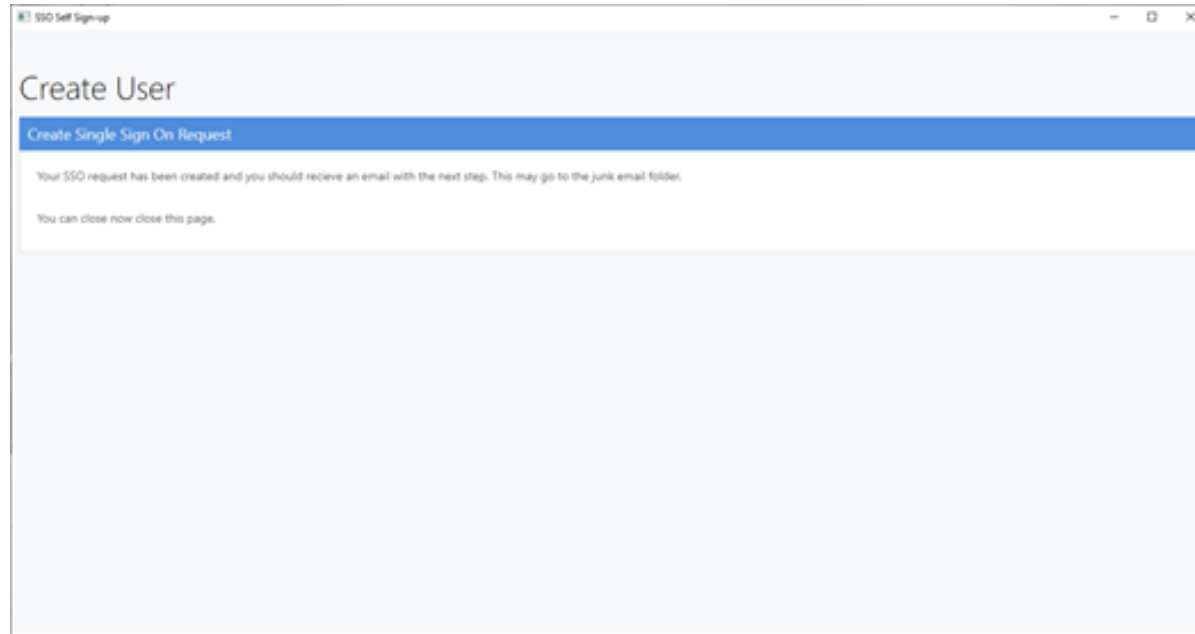 SSO Self Sign-up
Create User
Create Single Sign On Request
Your SSO request has been created and you should recieve an email with the next step. This may go to the junk email folder.
You can close now close this page.